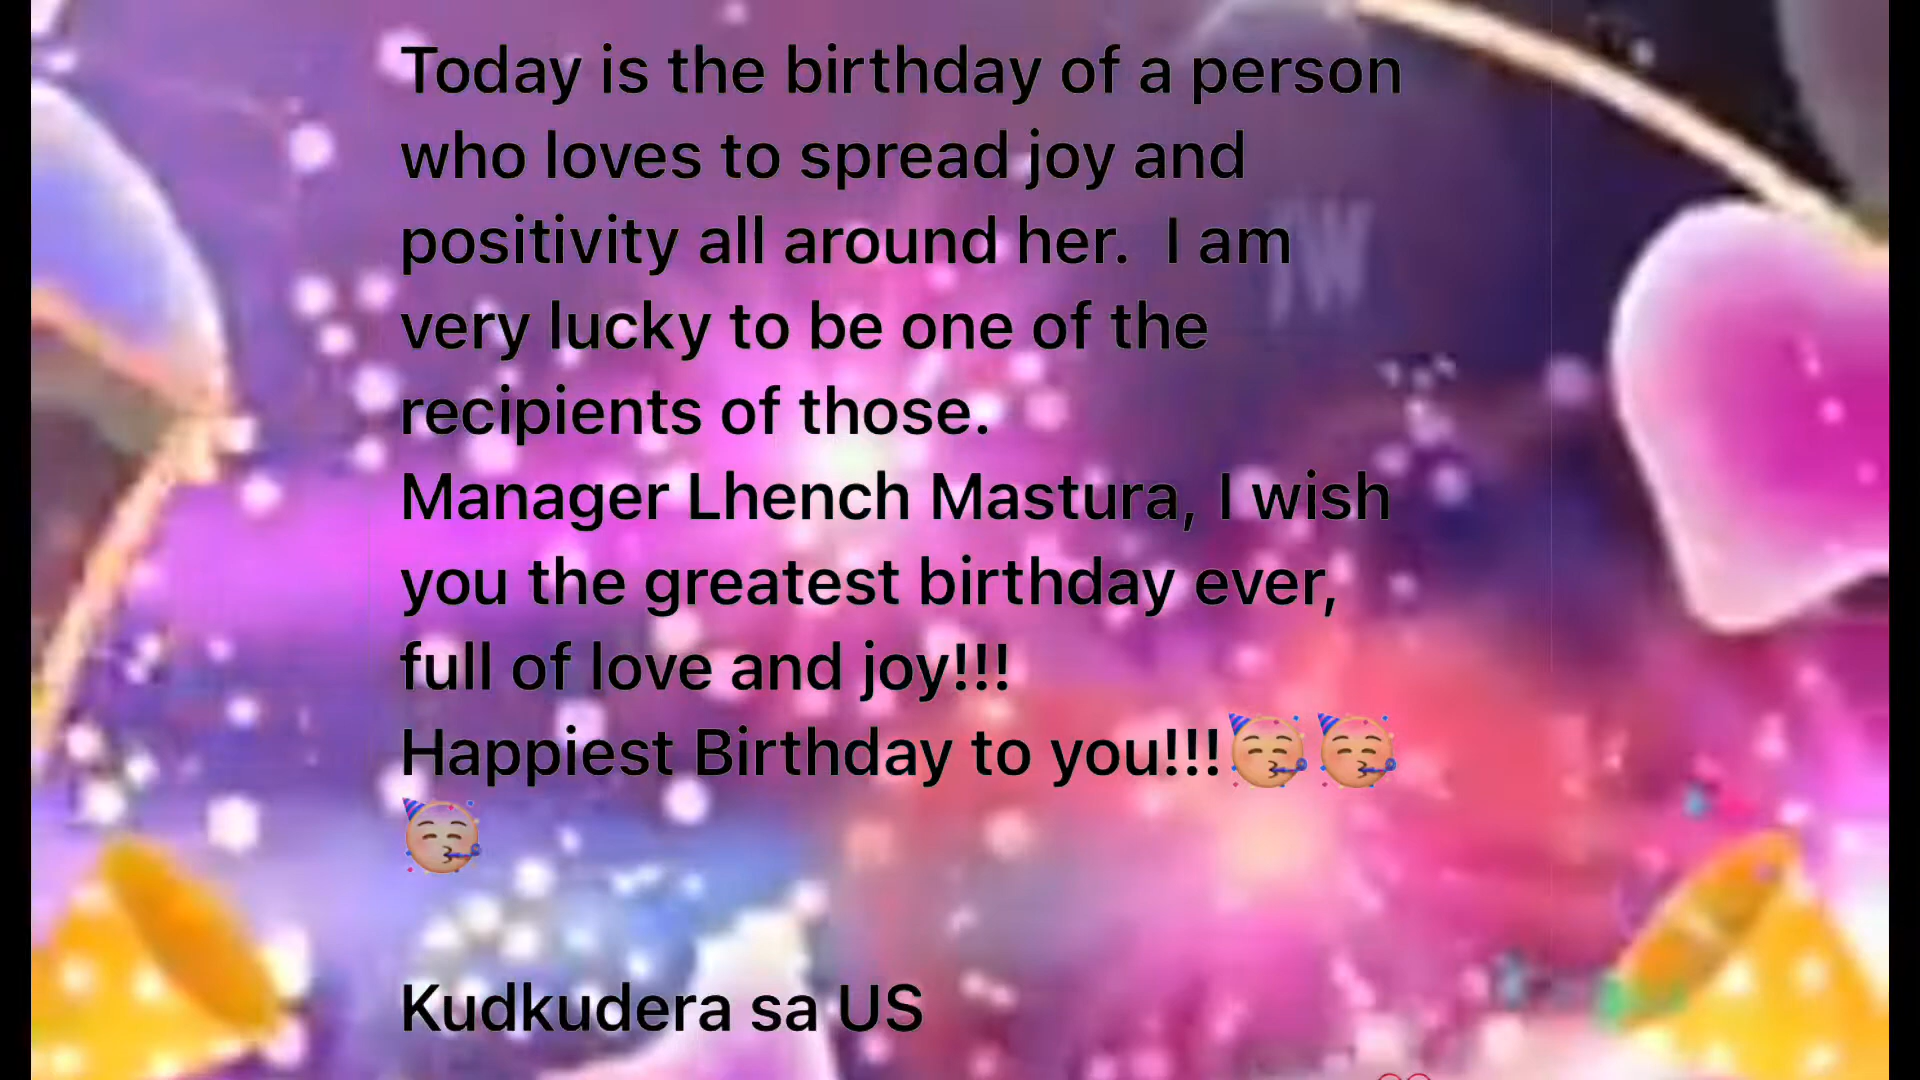 Today is the birthday of a person
who loves to spread joy and
positivity all around her.  I am
very lucky to be one of the
recipients of those.
Manager Lhench Mastura, I wish
you the greatest birthday ever,
full of love and joy!!!
Happiest Birthday to you!!!🥳🥳
🥳
Kudkudera sa US